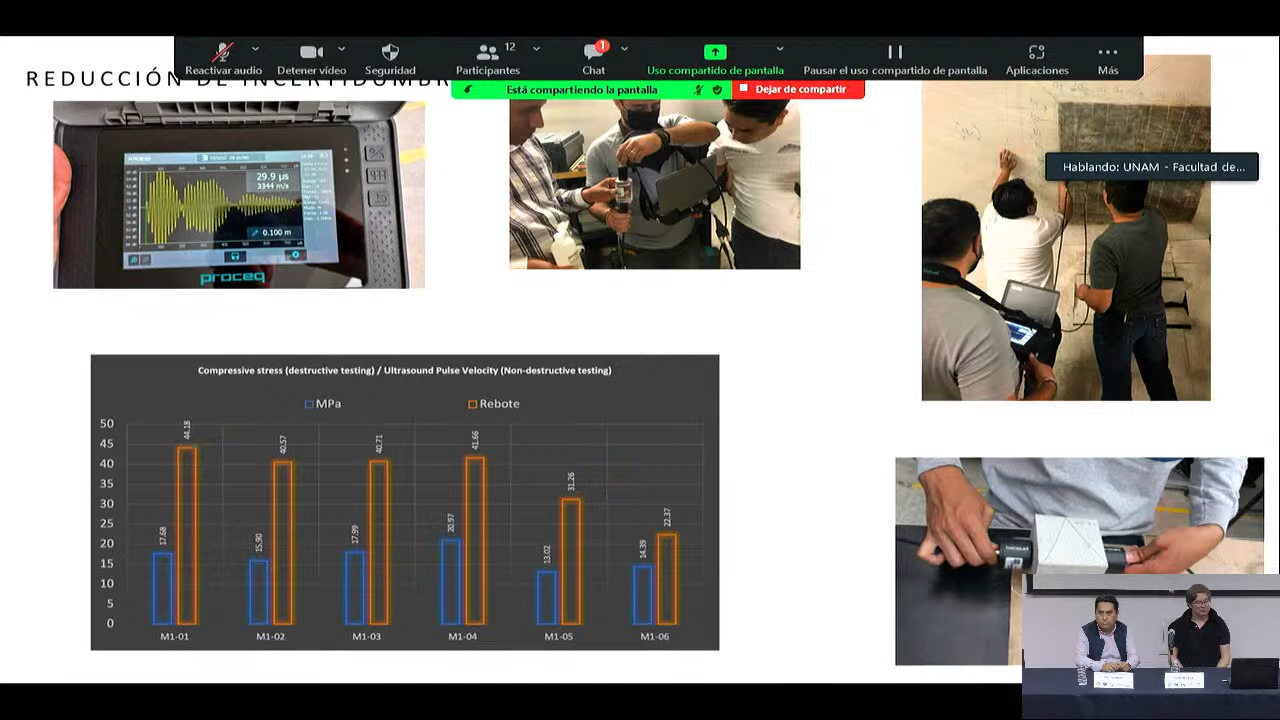 Reactivar audio
Detener vídeo
Seguridad
Participantes
12
Chat
1
Uso compartido de pantalla
Pausar el uso compartido de pantalla
Aplicaciones
Más
Está compartiendo la pantalla
Dejar de compartir
REDUCCIÓN DE INCERTIDUMBR
Hablando: UNAM - Facultad de...
29.9 µs
3344 m/s
0.100 m
proceq
Compressive stress (destructive testing) / Ultrasound Pulse Velocity (Non-destructive testing)
MPa
Rebote
50
45
40
35
30
25
20
15
10
5
0
17.68
44.18
15.90
40.57
17.99
40.71
20.97
41.66
13.02
31.26
14.39
22.37
M1-01
M1-02
M1-03
M1-04
M1-05
M1-06